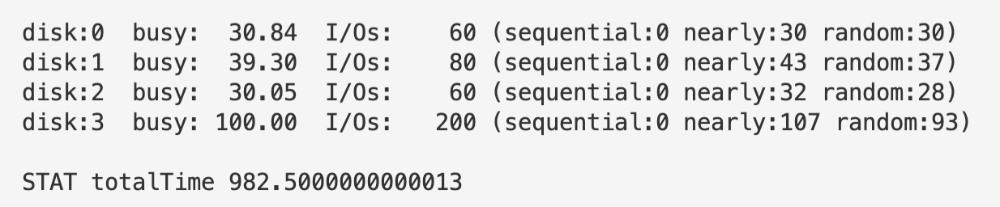 disk:0  busy:  30.84  I/Os:    60 (sequential:0 nearly:30 random:30)
disk:1  busy:  39.30  I/Os:    80 (sequential:0 nearly:43 random:37)
disk:2  busy:  30.05  I/Os:    60 (sequential:0 nearly:32 random:28)
disk:3  busy: 100.00  I/Os:   200 (sequential:0 nearly:107 random:93)

STAT totalTime 982.5000000000013